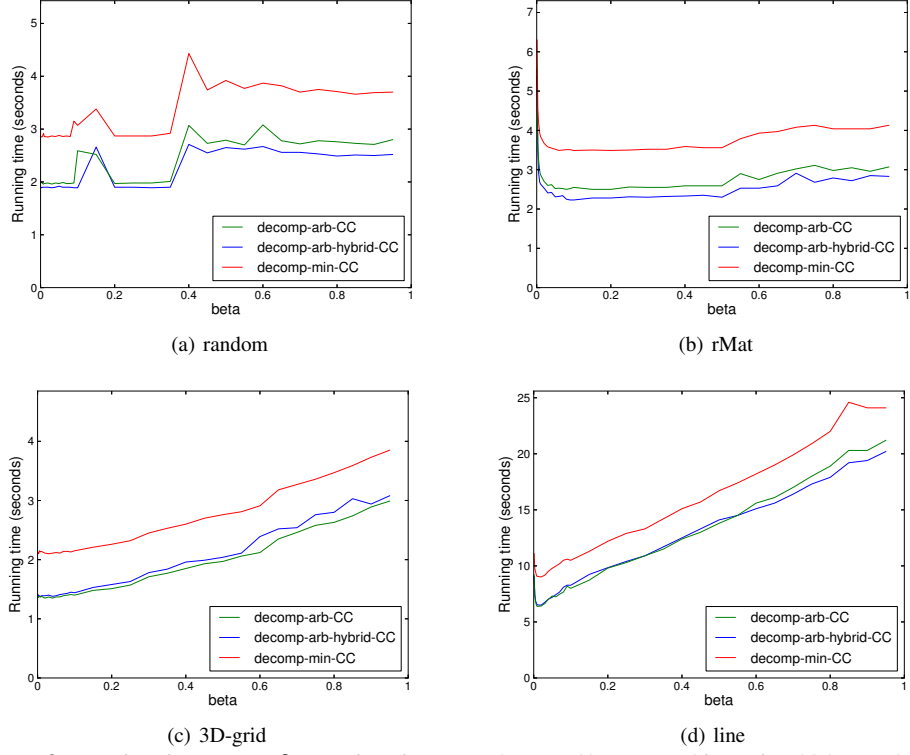 5
4
3
2
1
0
Running time (seconds)
0
0.2
0.4
0.6
0.8
1
beta
decomp-arb-CC
decomp-arb-hybrid-CC
decomp-min-CC
(a) random
7
6
5
4
3
2
1
0
Running time (seconds)
0
0.2
0.4
0.6
0.8
1
beta
decomp-arb-CC
decomp-arb-hybrid-CC
decomp-min-CC
(b) rMat
4
3
2
1
0
Running time (seconds)
0
0.2
0.4
0.6
0.8
1
beta
decomp-arb-CC
decomp-arb-hybrid-CC
decomp-min-CC
(c) 3D-grid
25
20
15
10
5
0
Running time (seconds)
0
0.2
0.4
0.6
0.8
1
beta
decomp-arb-CC
decomp-arb-hybrid-CC
decomp-min-CC
(d) line